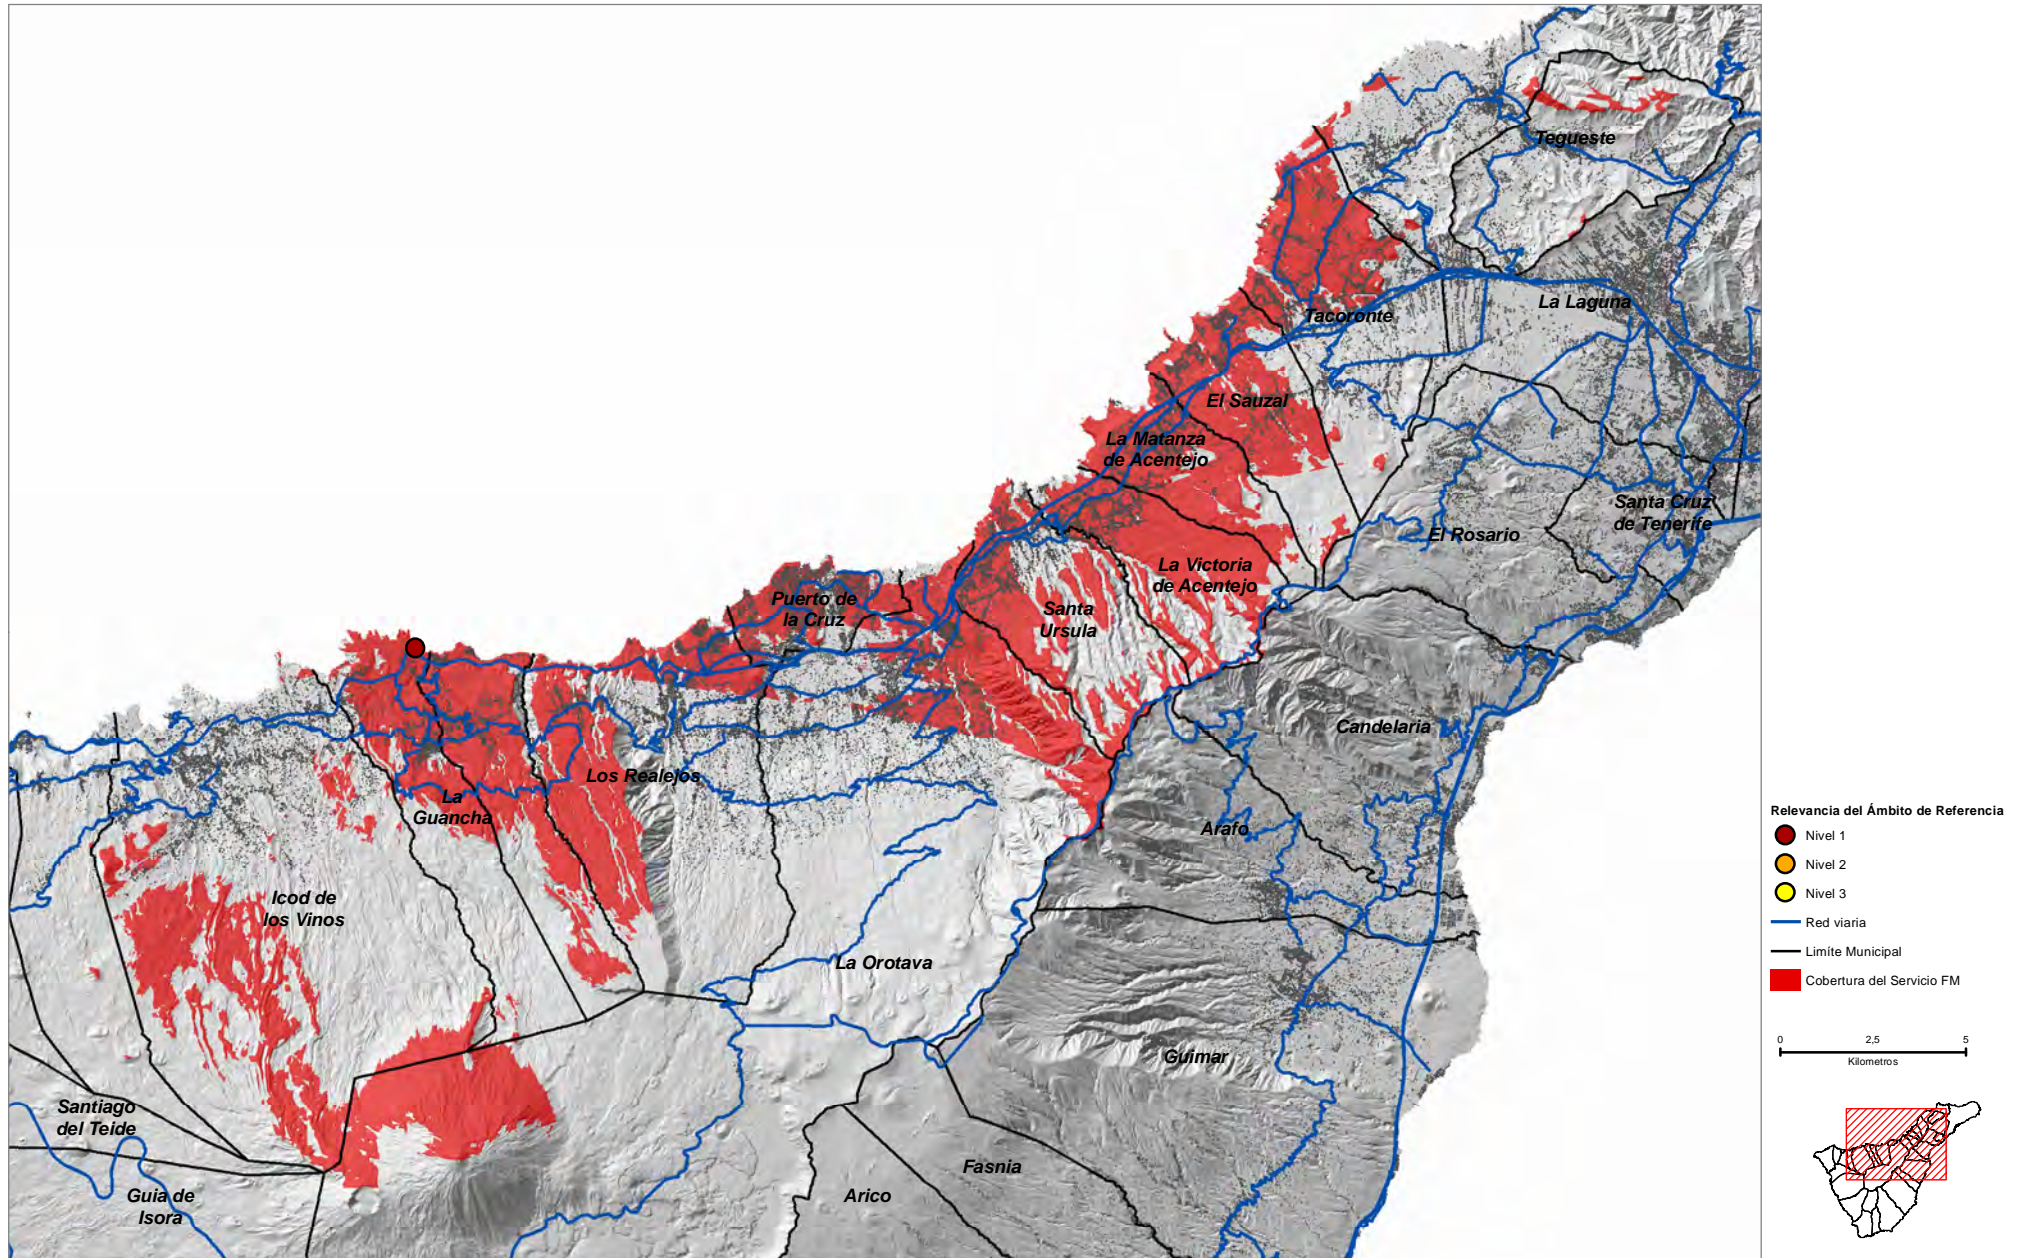 Tegueste
La Laguna
Tacoronte
El Sauzal
La Matanza
de Acentejo
Santa Cruz
de Tenerife
El Rosario
La Victoria
de Acentejo
Puerto de
la Cruz
Santa
Ursula
Candelaria
Los Realejos
La
Guancha
Arafo
Icod de
los Vinos
La Orotava
Guimar
Santiago
del Teide
Fasnia
Guia de
Isora
Arico
Relevancia del Ámbito de Referencia
Nivel 1
Nivel 2
Nivel 3
Red viaria
Limíte Municipal
Cobertura del Servicio FM
0 2,5 5
Kilometros